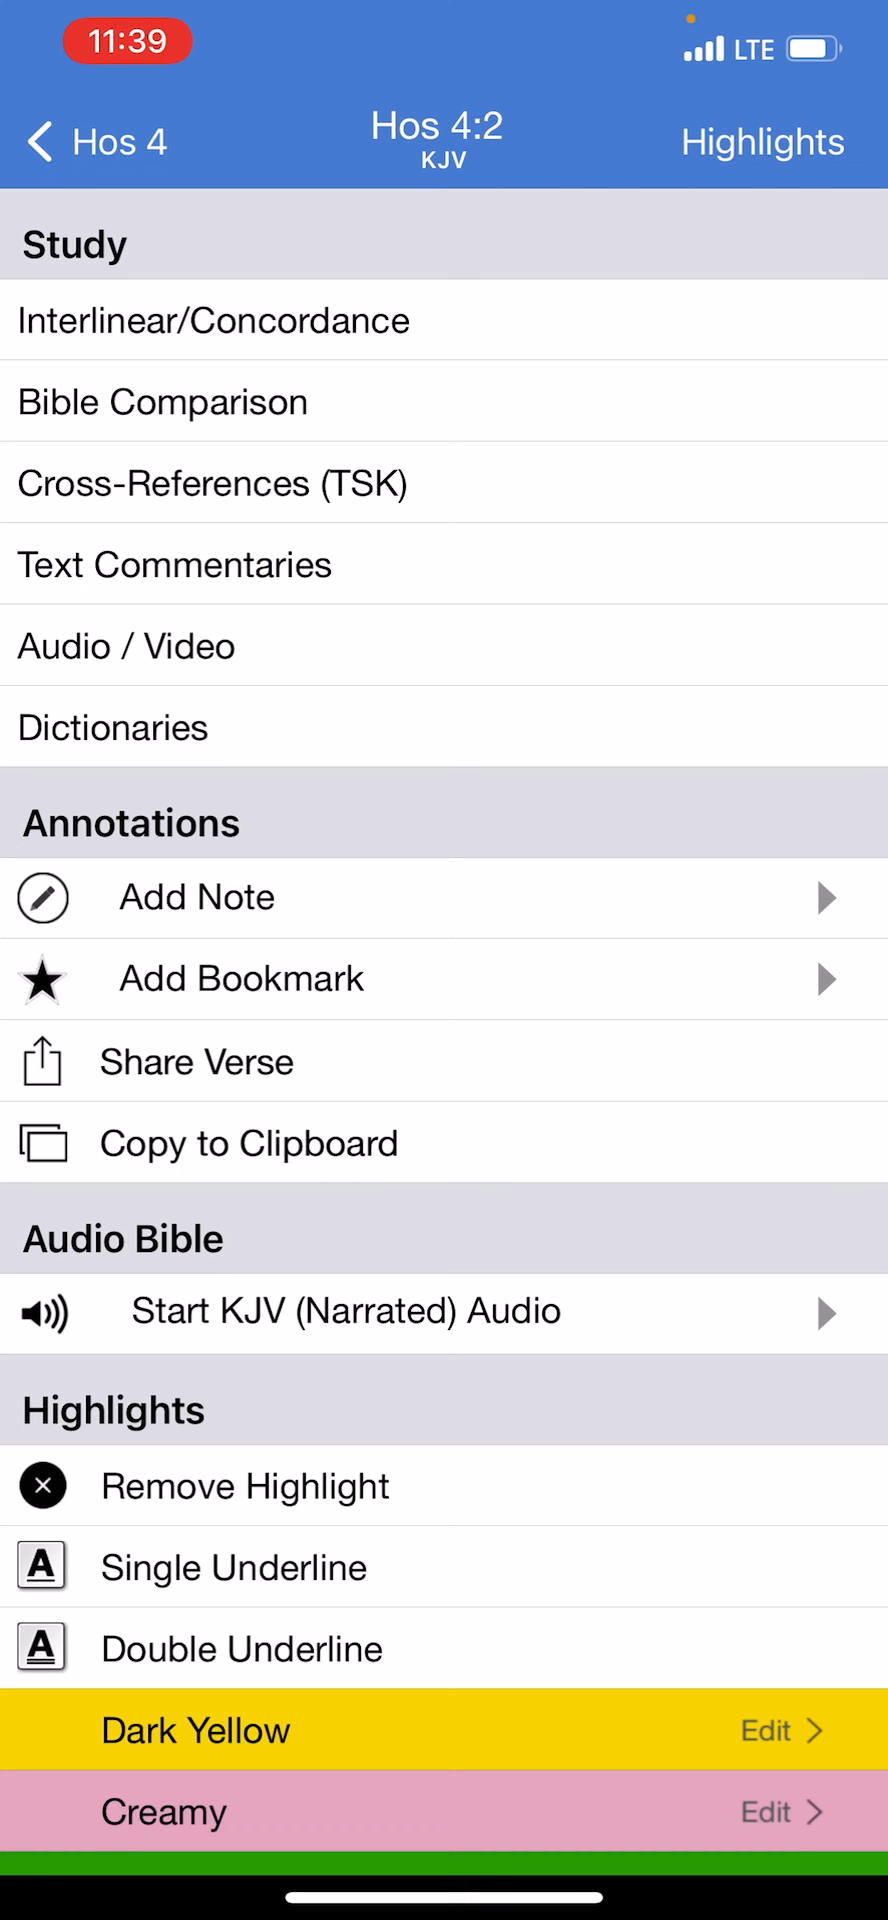 11:39
LTE
Hos 4
Hos 4:2
KJV
Highlights
Study
Interlinear/Concordance
Bible Comparison
Cross-References (TSK)
Text Commentaries
Audio / Video
Dictionaries
Annotations
Add Note
Add Bookmark
Share Verse
Copy to Clipboard
Audio Bible
Start KJV (Narrated) Audio
Highlights
Remove Highlight
A Single Underline
A Double Underline
Dark Yellow Edit
Creamy Edit